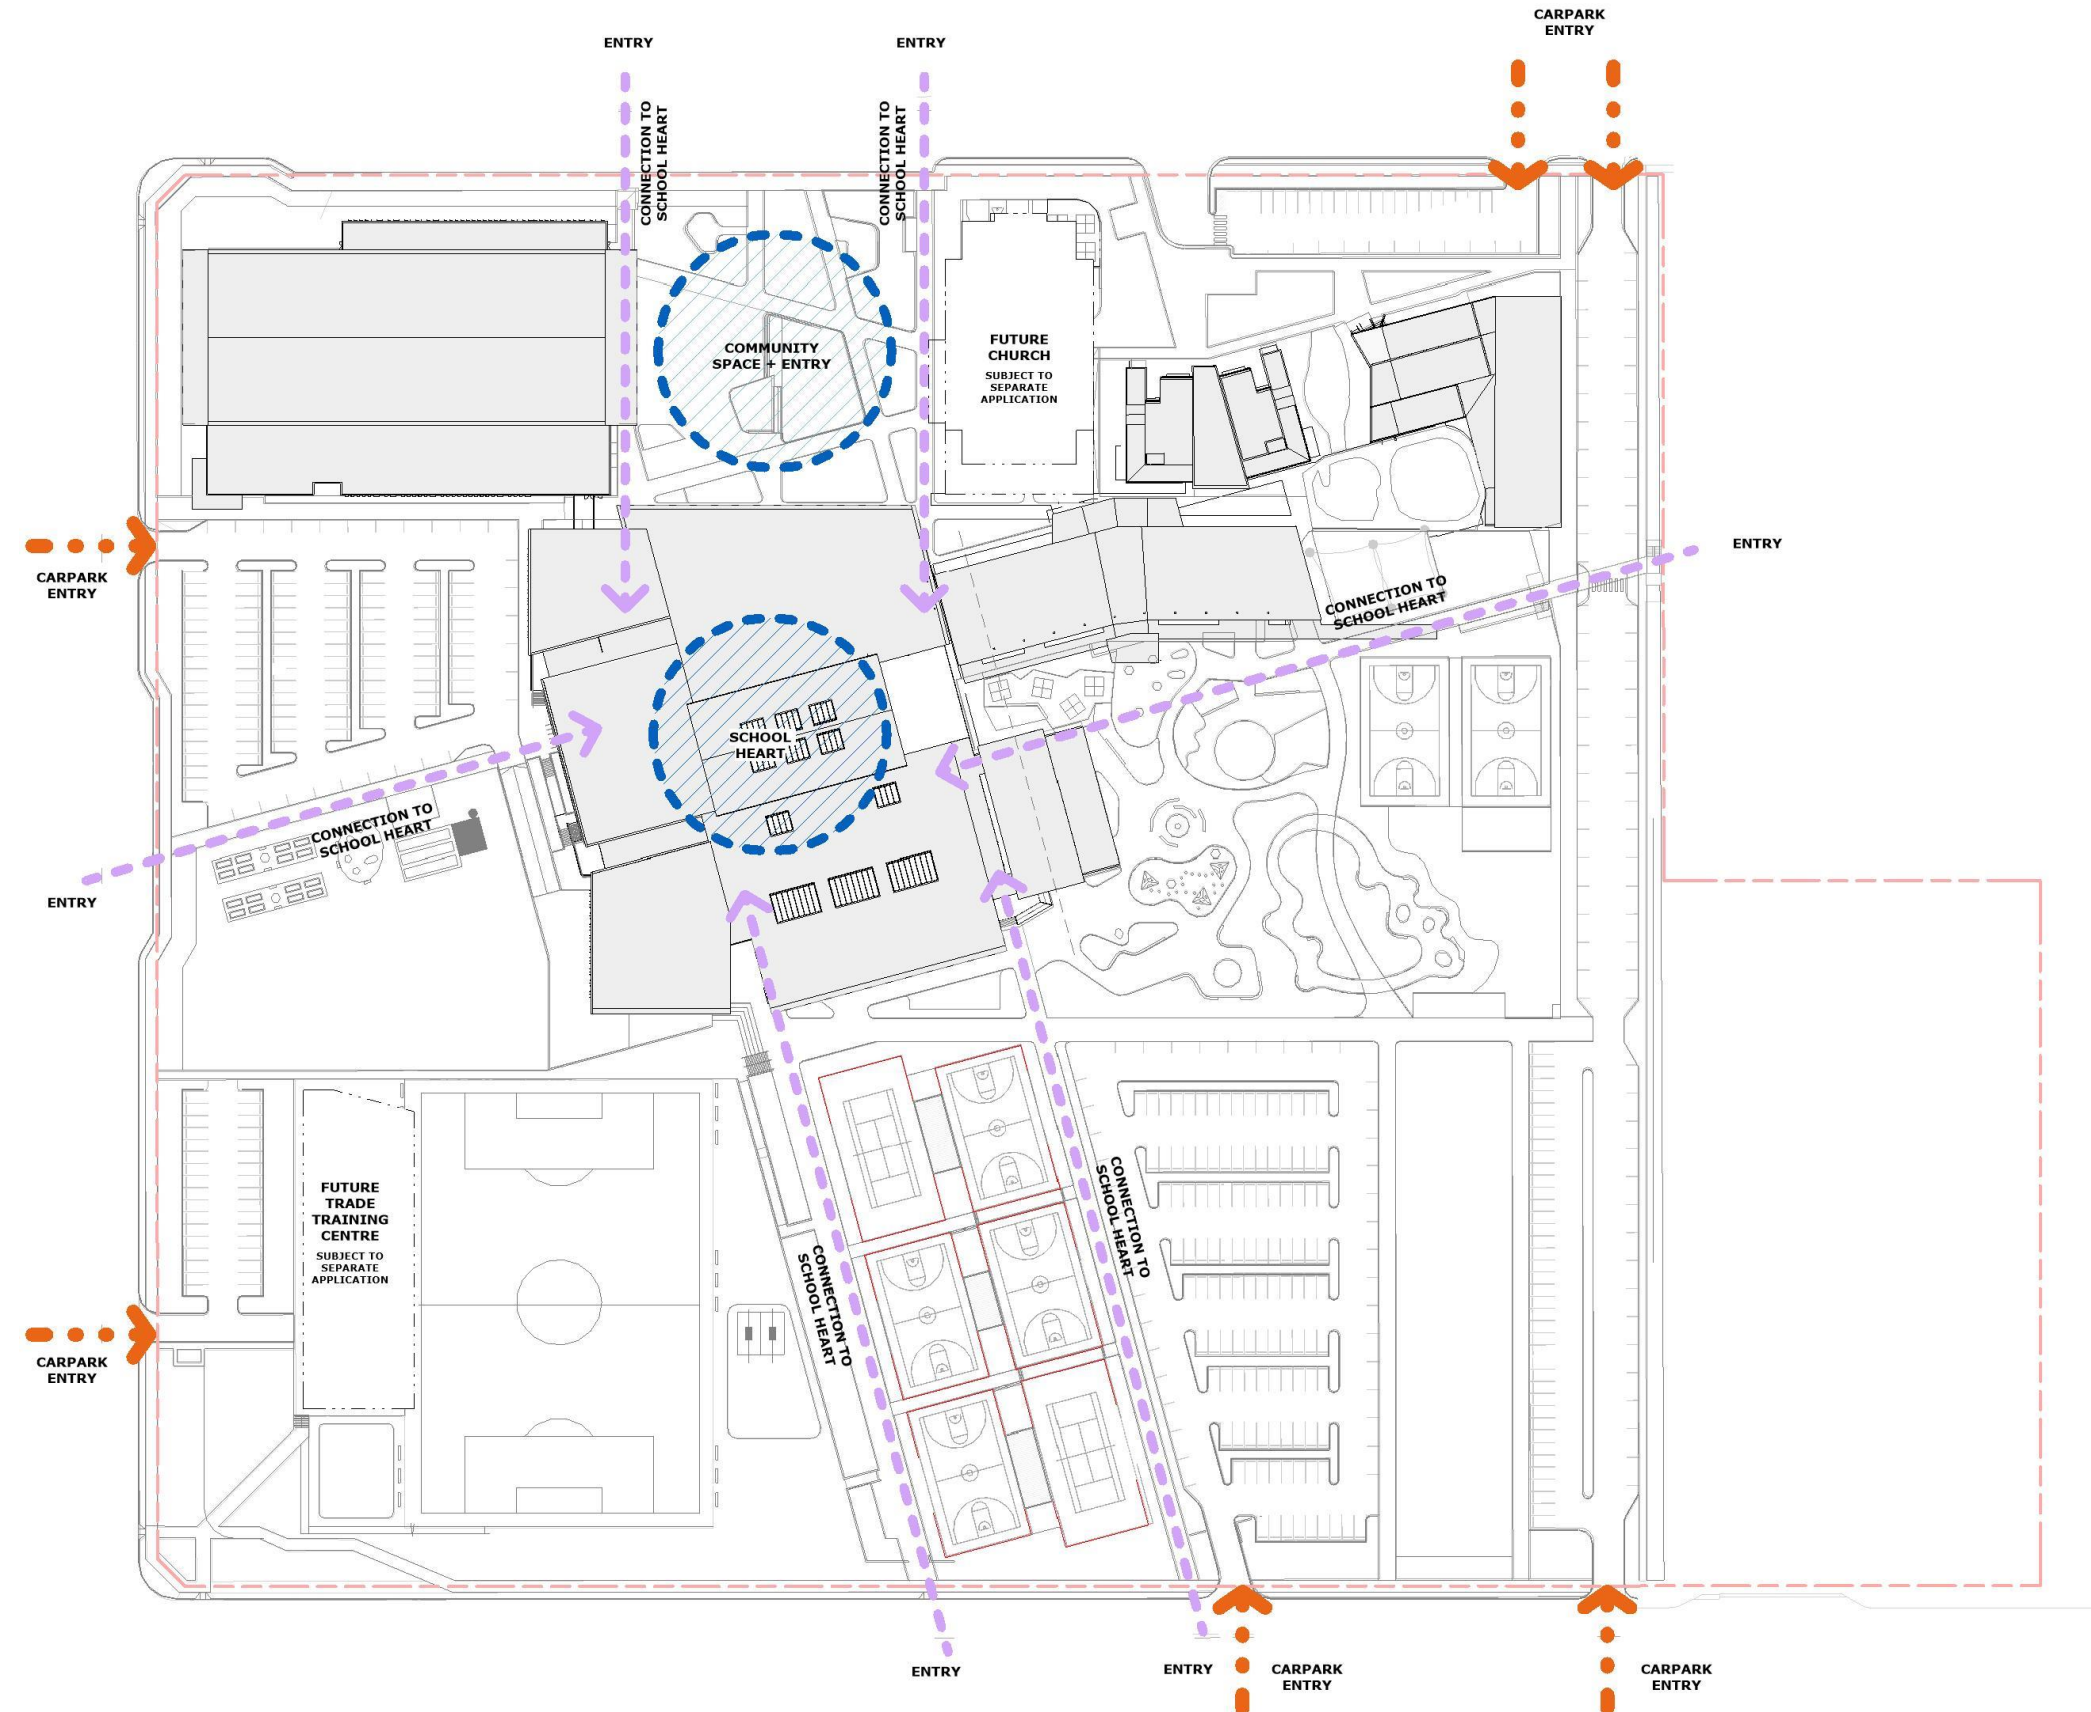 CARPARK
ENTRY
ENTRY
ENTRY
CONNECTION TO
SCHOOL HEART
CONNECTION TO
SCHOOL HEART
COMMUNITY
SPACE + ENTRY
FUTURE
CHURCH
SUBJECT TO
SEPARATE
APPLICATION
CARPARK
ENTRY
ENTRY
CONNECTION TO
SCHOOL HEART
SCHOOL
HEART
CONNECTION TO
SCHOOL HEART
ENTRY
FUTURE
TRADE
TRAINING
CENTRE
SUBJECT TO
SEPARATE
APPLICATION
CONNECTION TO
SCHOOL HEART
CONNECTION TO
SCHOOL HEART
CARPARK
ENTRY
ENTRY
ENTRY
CARPARK
ENTRY
CARPARK
ENTRY